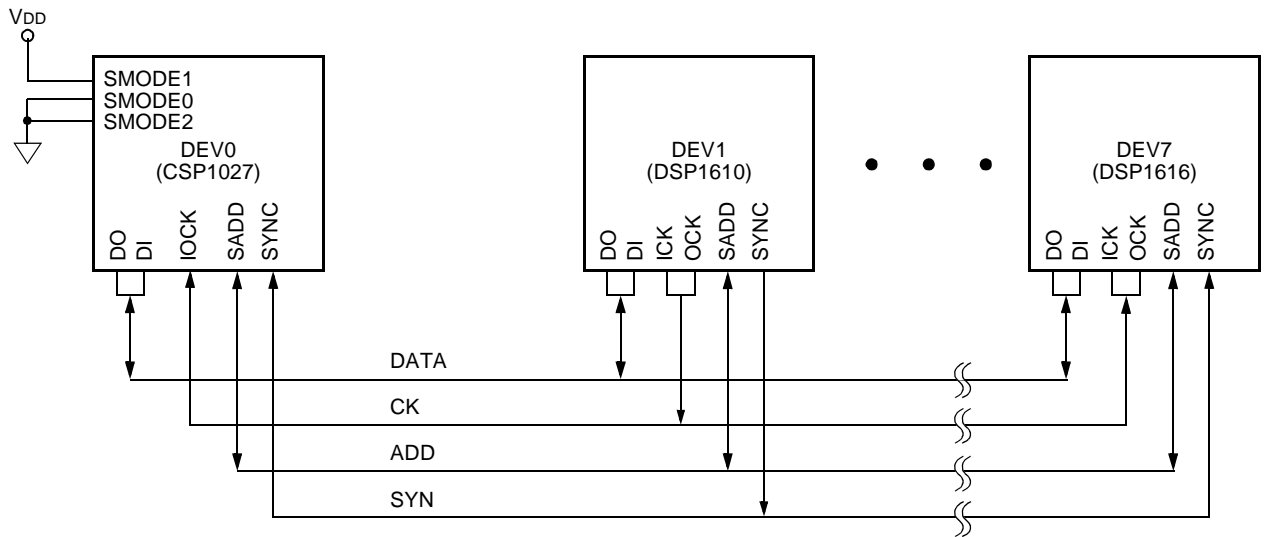 VDD
SMODE1
SMODE0
SMODE2
DEV0
(CSP1027)
DO
DI
IOCK
SADD
SYNC
DEV1
(DSP1610)
DO
DI
ICK
OCK
SADD
SYNC
DEV7
(DSP1616)
DO
DI
ICK
OCK
SADD
SYNC
DATA
CK
ADD
SYN